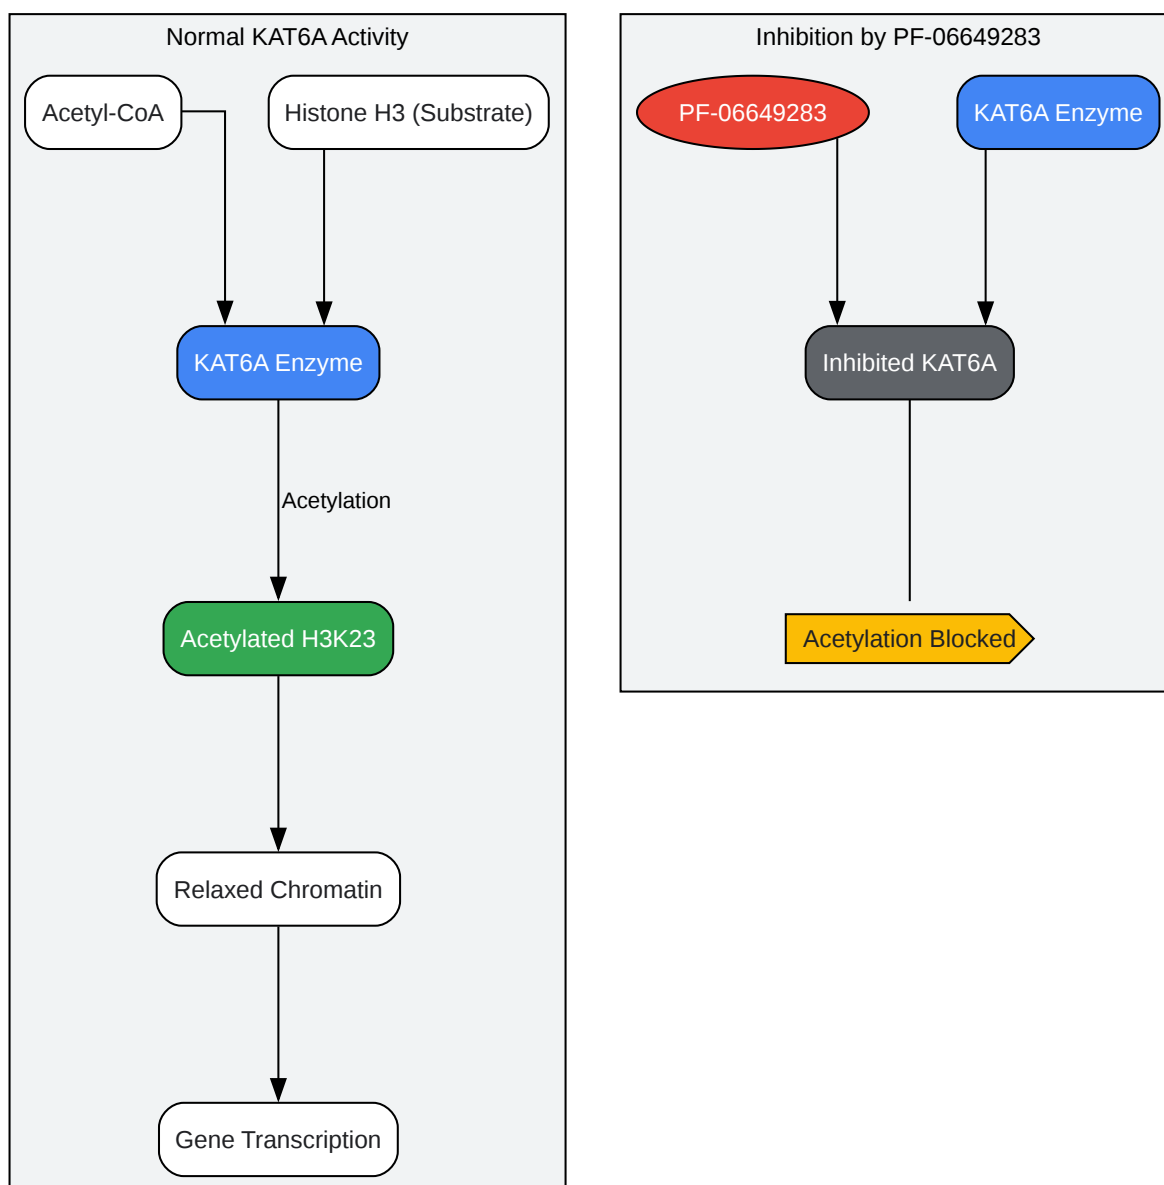 Normal KAT6A Activity
Acetyl-CoA
Histone H3 (Substrate)
KAT6A Enzyme
Acetylation
Acetylated H3K23
Relaxed Chromatin
Gene Transcription
Inhibition by PF-06649283
PF-06649283
KAT6A Enzyme
Inhibited KAT6A
Acetylation Blocked